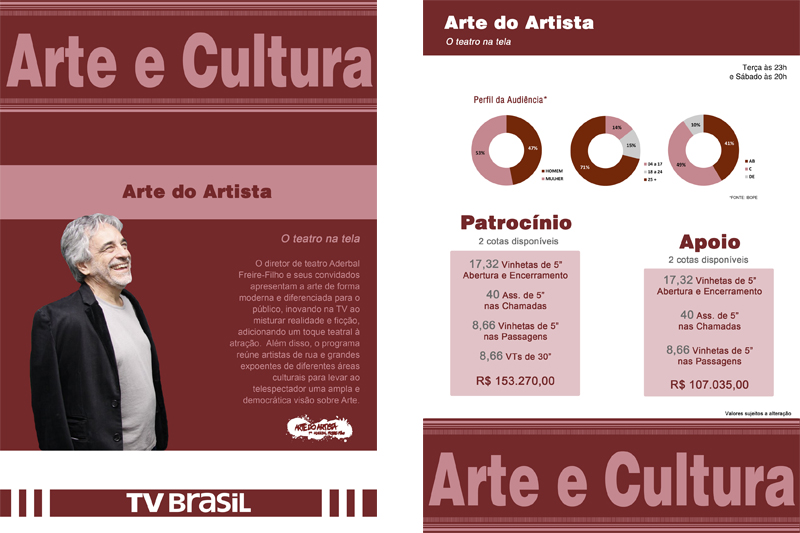 Arte e Cultura
Arte do Artista
O teatro na tela
O diretor de teatro Aderbal
Freire-Filho e seus convidados
apresentam a arte de forma
moderna e diferenciada para o
público, inovando na TV ao
misturar realidade e ficção,
adicionando um toque teatral à
atração. Além disso, o programa
reúne artistas de rua e grandes
expoentes de diferentes áreas
culturais para levar ao
telespectador uma ampla e
democrática visão sobre Arte.
ARTE DO ARTISTA
TV BRASIL
Arte do Artista
O teatro na tela
Terça às 23h
e Sábado às 20h
Perfil da Audiência*
53%
47%
HOMEM
MULHER
14%
15%
71%
04 a 17
18 a 24
25 +
10%
41%
49%
AB
C
DE
*FONTE: IBOPE
Patrocínio
2 cotas disponíveis
17,32 Vinhetas de 5"
Abertura e Encerramento
40 Ass. de 5"
nas Chamadas
8,66 Vinhetas de 5"
nas Passagens
8,66 VTs de 30"
R$ 153.270,00
Apoio
2 cotas disponíveis
17,32 Vinhetas de 5"
Abertura e Encerramento
40 Ass. de 5"
nas Chamadas
8,66 Vinhetas de 5"
nas Passagens
R$ 107.035,00
Valores sujeitos a alteração
Arte e Cultura